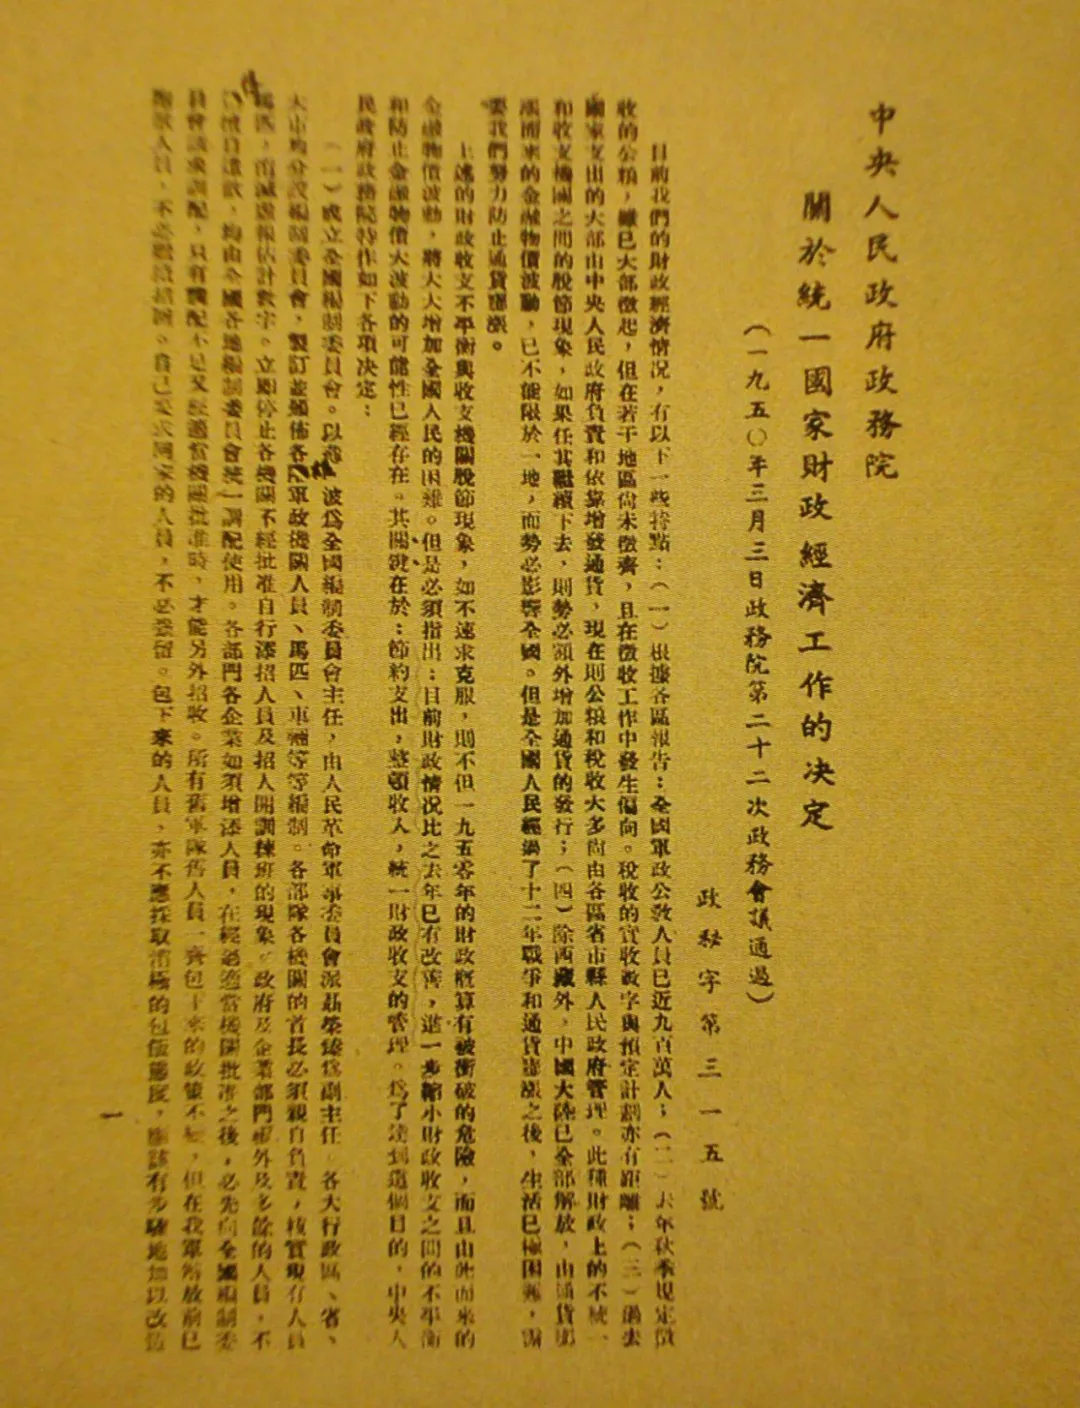 中央人民政府政務院
關於統一國家財政經濟工作的决定
(一九五〇年三月三日政務院第二十二次政務會議通過)
政秘字第三一五號
目前我們的財政經濟情况,有以下一些特點:(一)根據各區報告:全國軍政公教人員已近九百萬人;(二)去年秋季規定徵
收的公粮,雖已大部徵起,但在若干地區尚未徵齊,且在徵收工作中發生偏向。稅收的實收數字與預定計劃亦有距離;(三)過去
國家支出的大部由中央人民政府負責和依靠增發通貨,現在則公粮和稅收大多尚由各區省市縣人民政府管理。此種財政上的不統一
和收支機關之間的脫節現象,如果任其繼續下去,則勢必額外增加通貨的發行;(四)除西藏外,中國大陸已全部解放,由通貨膨
漲而來的金融物價波動,已不能限於一地,而勢必影響全國。但是全國人民經過了十二年戰爭和通貨膨漲之後,生活已極困難,需
要我們努力防止通貨膨漲。
上述的財政收支不平衡與收支機關脫節現象,如不速求克服,則不但一九五零年的財政概算有被衝破的危險,而且由此而來的
金融物價波動,將大大增加全國人民的困難。但是必須指出:目前財政情况比之去年已有改善,進一步縮小財政收支之間的不平衡
和防止金融物價大波動的可能性已經存在。其關鍵在於:節約支出,整頓收入,統一財政收支的管理。爲了達到這個目的,中央人
民政府政務院特作如下各項决定:
(一)成立全國編制委員會。以薄 波爲全國編制委員會主任,由人民革命軍事委員會派聶榮臻爲副主任。各大行政區、省、
大市均分設編制委員會,製訂並頒佈各 軍政機關人員、馬匹、車輛等等編制。各部隊各機關的首長必須親自負責,核實現有人員
馬匹,消滅虛報估計數字。立即停止各機關不經批准自行添招人員及招人開訓練班的現象。政府及企業部門編外及多餘的人員,不
得擅自遣散,均由全國各地編制委員會統一調配使用。各部門各企業如須增添人員,在經過適當機關批准之後,必先向全國編制委
員會請求調配,只有調配不足又經適當機關批准時,才能另外招收。所有舊軍隊舊人員一齊包下來的政策不變,但在我軍解放前已
人員,不必 招 。自己要求回家的人員,不必強留。包下來的人員,亦不應採取消極的包飯態度,應該有步驟地加以改造
一